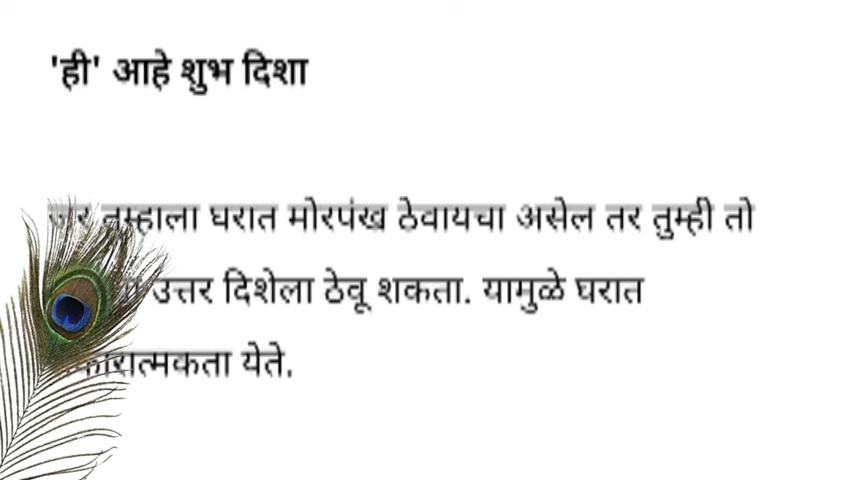 'ही' आहे शुभ दिशा
तुम्हाला घरात मोरपंख ठेवायचा असेल तर तुम्ही तो
उत्तर दिशेला ठेवू शकता. यामुळे घरात
येते.